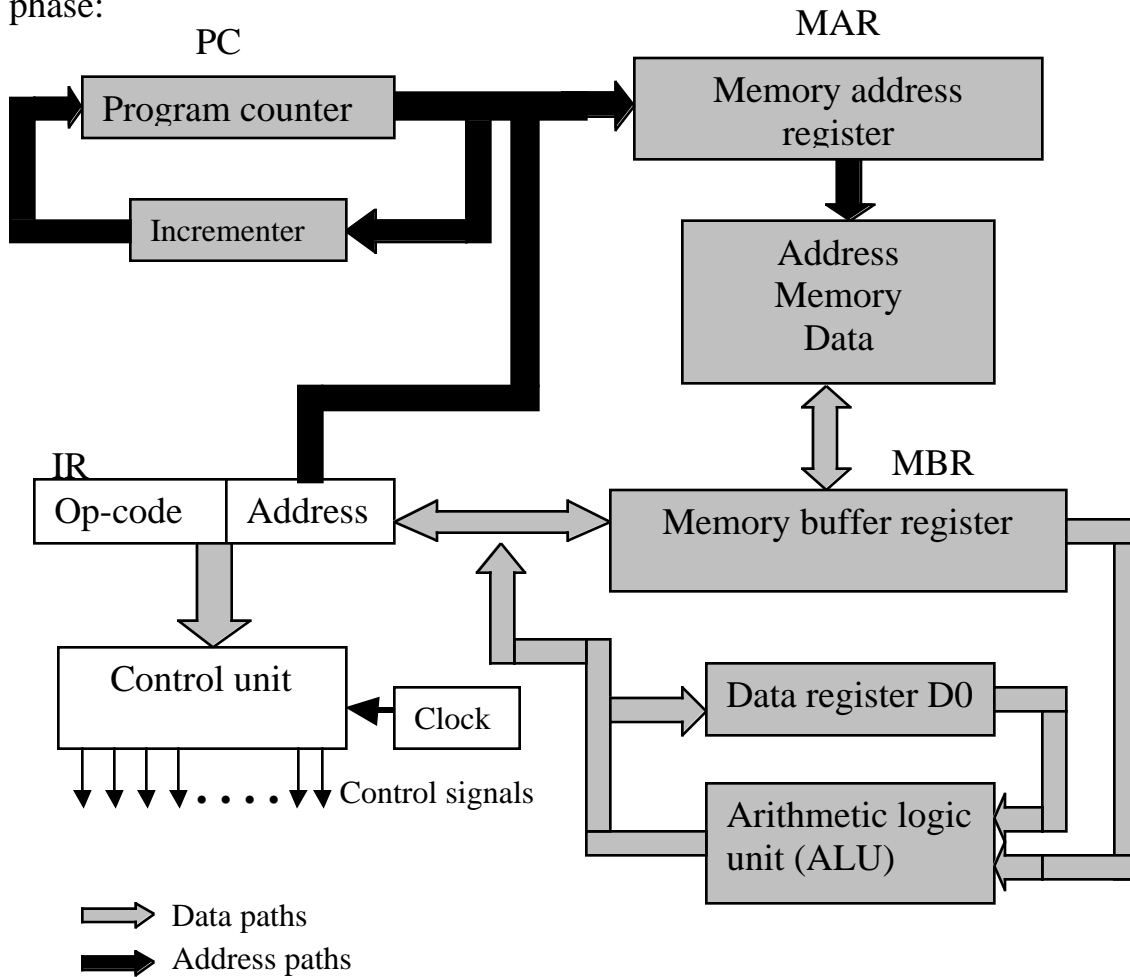 phase:
PC
MAR
Program counter
Memory address
register
Incrementer
Address
Memory
Data
IR
MBR
Op-code
Address
Memory buffer register
Control unit
Clock
Data register D0
Control signals
Arithmetic logic
unit (ALU)
Data paths
Address paths